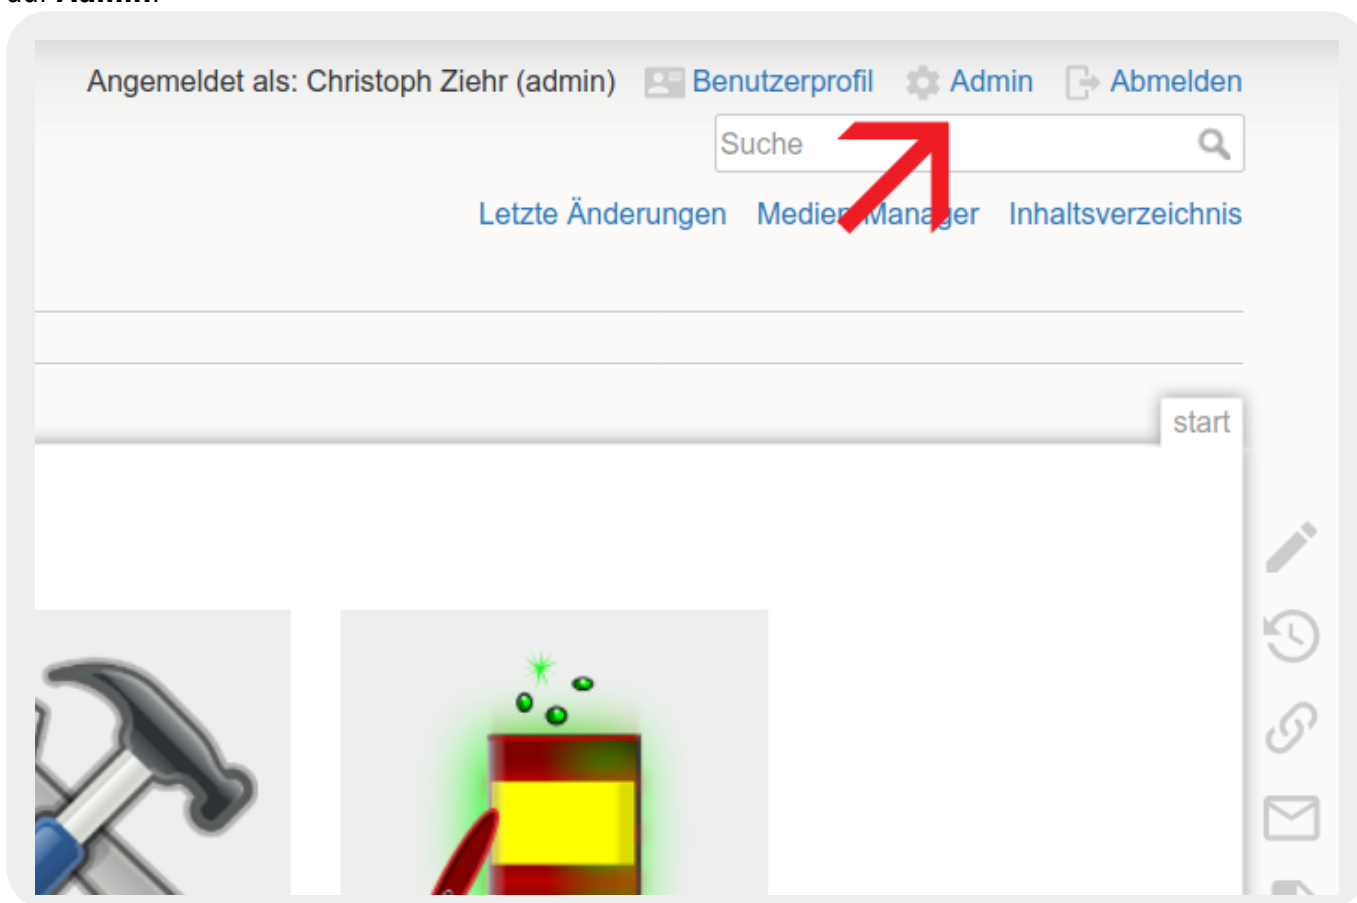 Angemeldet als: Christoph Ziehr (admin) Benutzerprofil Admin Abmelden
Suche
Letzte Änderungen Medien-Manager Inhaltsverzeichnis
start